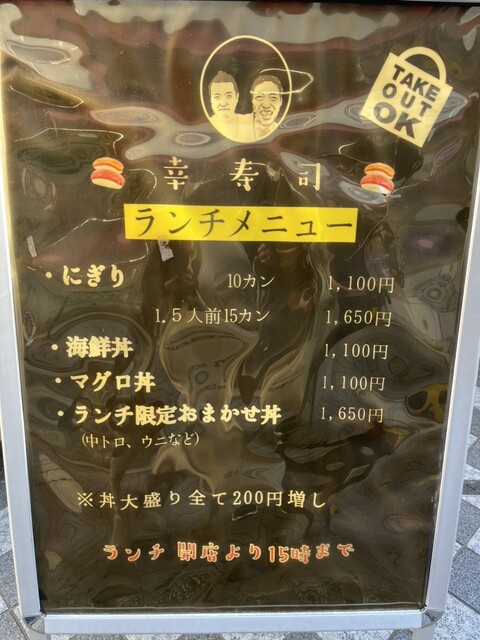 TAKE
OUT
OK
幸寿司
ランチメニュー
・にぎり 10カン 1,100円
1.5人前15カン 1,650円
・海鮮丼 1,100円
・マグロ丼 1,100円
・ランチ限定おまかせ丼 1,650円
(中トロ、ウニなど)
※丼大盛り全て200円増し
ランチ 開店より15時まで